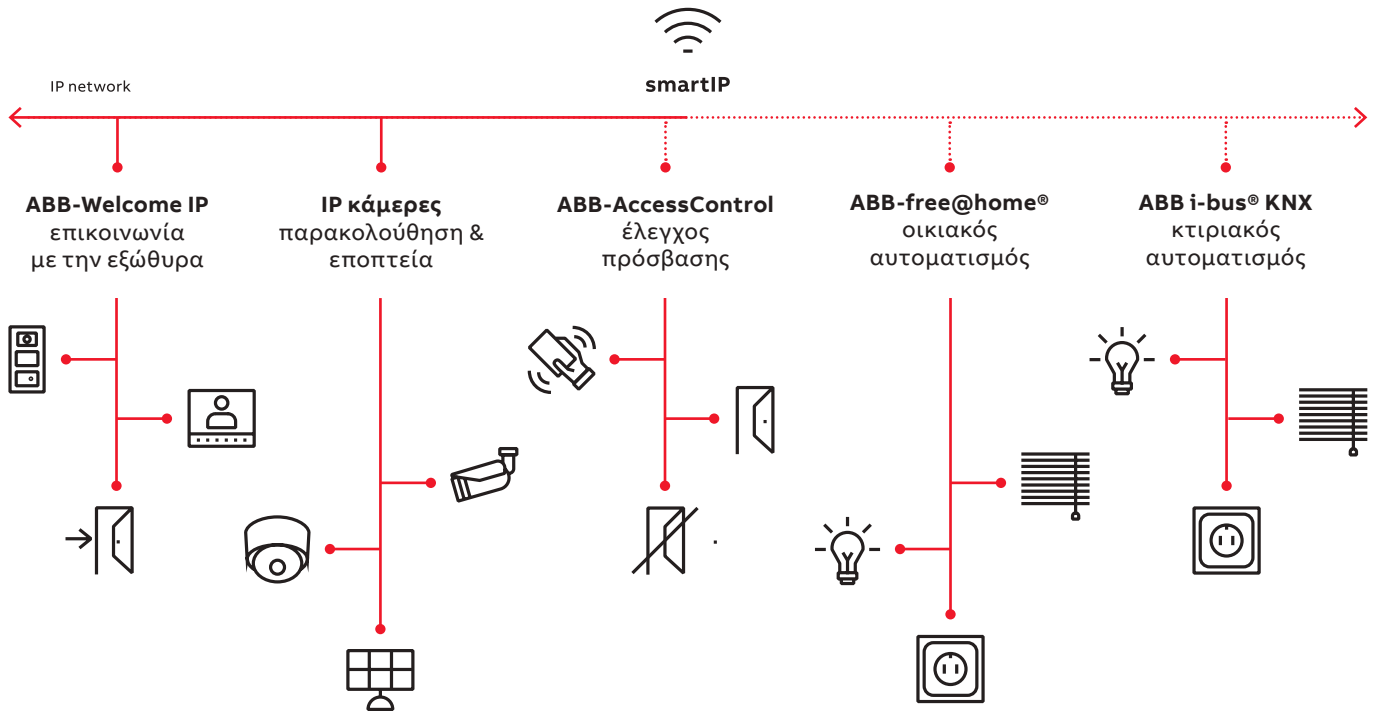 smartIP
IP network
ABB-Welcome IP
επικοινωνία
με την εξώθυρα
IP κάμερες
παρακολούθηση &
εποπτεία
ABB-AccessControl
έλεγχος
πρόσβασης
ABB-free@home®
οικιακός
αυτοματισμός
ABB i-bus® KNX
κτιριακός
αυτοματισμός